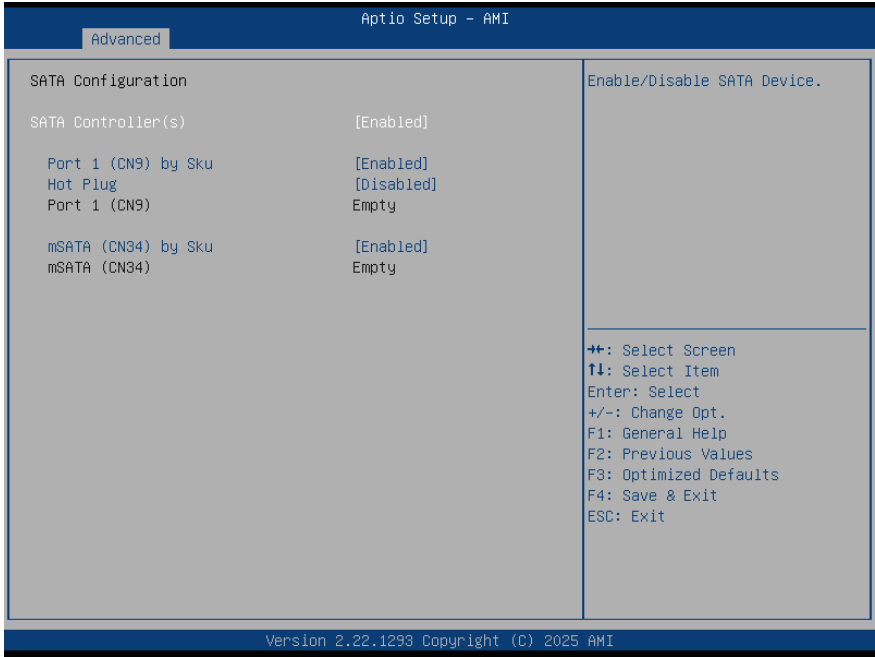 Aptio Setup – AMI
Advanced
SATA Configuration
SATA Controller(s) [Enabled]
Port 1 (CN9) by Sku [Enabled]
Hot Plug [Disabled]
Port 1 (CN9) Empty
mSATA (CN34) by Sku [Enabled]
mSATA (CN34) Empty
Enable/Disable SATA Device.
→←: Select Screen
↑↓: Select Item
Enter: Select
+/-: Change Opt.
F1: General Help
F2: Previous Values
F3: Optimized Defaults
F4: Save & Exit
ESC: Exit
Version 2.22.1293 Copyright (C) 2025 AMI